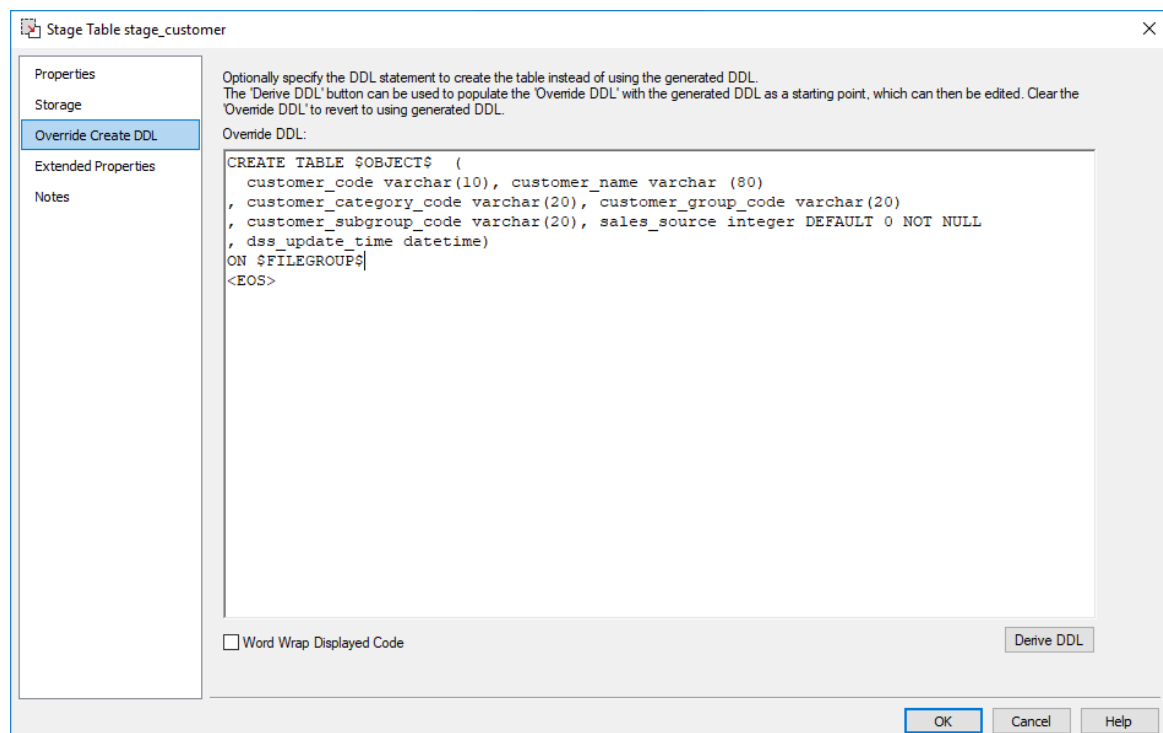 Stage Table stage_customer
Properties
Storage
Override Create DDL
Extended Properties
Notes
Optionally specify the DDL statement to create the table instead of using the generated DDL.
The 'Derive DDL' button can be used to populate the 'Override DDL' with the generated DDL as a starting point, which can then be edited. Clear the
'Override DDL' to revert to using generated DDL.
Override DDL:
CREATE TABLE $OBJECT$  (
  customer_code varchar(10), customer_name varchar (80)
, customer_category_code varchar(20), customer_group_code varchar(20)
, customer_subgroup_code varchar(20), sales_source integer DEFAULT 0 NOT NULL
, dss_update_time datetime)
ON $FILEGROUP$
<EOS>
Word Wrap Displayed Code
Derive DDL
OK
Cancel
Help